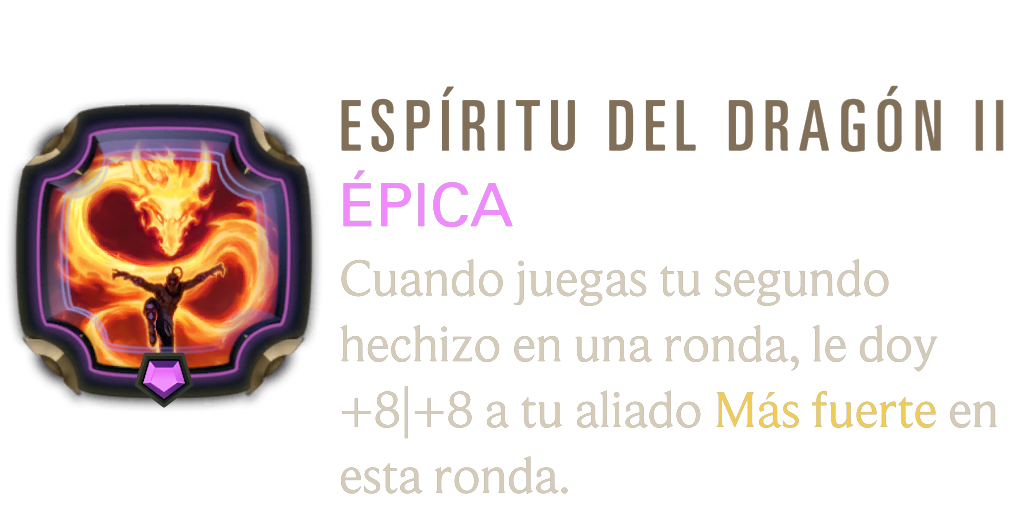 ESPÍRITU DEL DRAGÓN II
ÉPICA
Cuando juegas tu segundo
hechizo en una ronda, le doy
+8|+8 a tu aliado Más fuerte en
esta ronda.